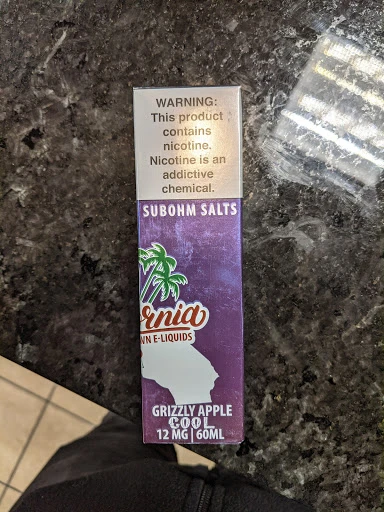 WARNING:
This product
contains
nicotine.
Nicotine is an
addictive
chemical.
SUBOHM SALTS
rnia
WN E-LIQUIDS
GRIZZLY APPLE
COOL
12 MG | 60ML